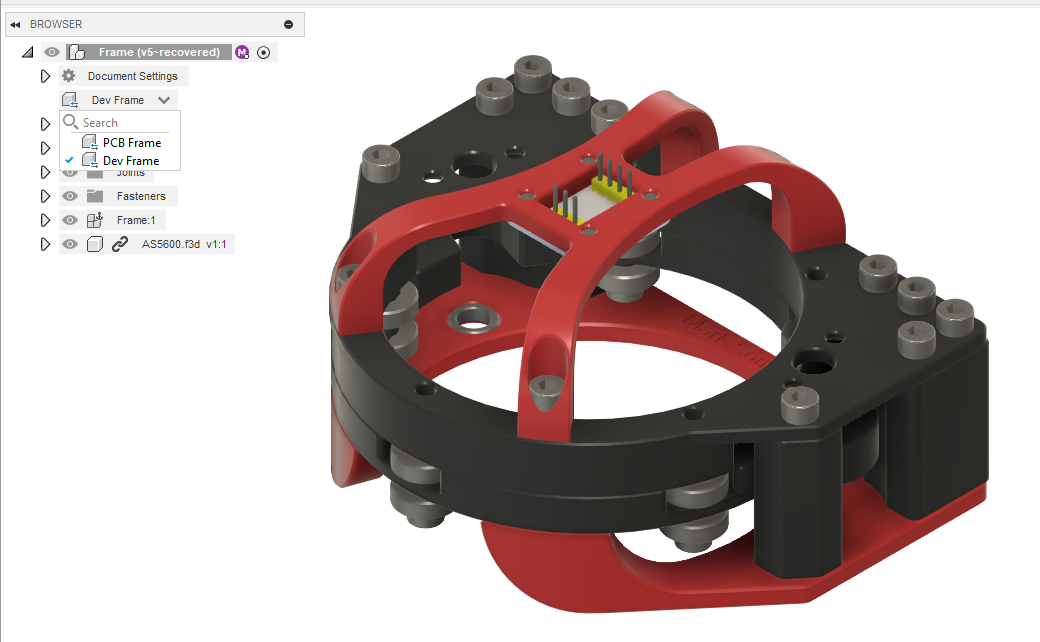 BROWSER
Frame (v5~recovered)
M
Document Settings
Dev Frame
Search
PCB Frame
Dev Frame
Joints
Fasteners
Frame:1
AS5600.f3d v1:1